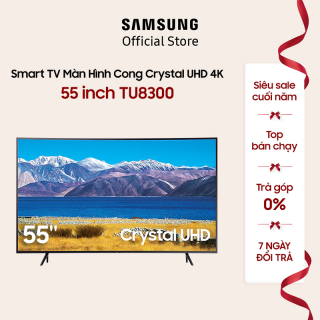 SAMSUNG
Official Store
Smart TV Màn Hình Cong Crystal UHD 4K
55 inch TU8300
Siêu sale
cuối năm
Top
bán chạy
Trả góp
0%
7 NGÀY
ĐỔI TRẢ
55"
Crystal UHD